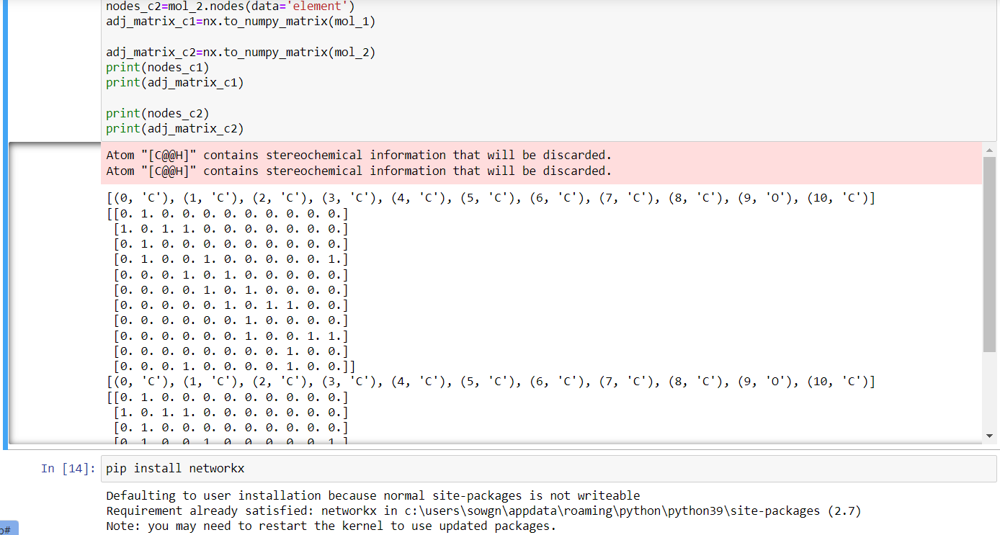 nodes_c2=mol_2.nodes(data='element')
adj_matrix_c1=nx.to_numpy_matrix(mol_1)
adj_matrix_c2=nx.to_numpy_matrix(mol_2)
print(nodes_c1)
print(adj_matrix_c1)
print(nodes_c2)
print(adj_matrix_c2)
Atom "[C@@H]" contains stereochemical information that will be discarded.
Atom "[C@@H]" contains stereochemical information that will be discarded.
[(0, 'C'), (1, 'C'), (2, 'C'), (3, 'C'), (4, 'C'), (5, 'C'), (6, 'C'), (7, 'C'), (8, 'C'), (9, 'O'), (10, 'C')]
[[0. 1. 0. 0. 0. 0. 0. 0. 0. 0. 0.]
[1. 0. 1. 1. 0. 0. 0. 0. 0. 0. 0.]
[0. 1. 0. 0. 0. 0. 0. 0. 0. 0. 0.]
[0. 1. 0. 0. 1. 0. 0. 0. 0. 0. 1.]
[0. 0. 0. 1. 0. 1. 0. 0. 0. 0. 0.]
[0. 0. 0. 0. 1. 0. 1. 0. 0. 0. 0.]
[0. 0. 0. 0. 0. 1. 0. 1. 1. 0. 0.]
[0. 0. 0. 0. 0. 0. 1. 0. 0. 0. 0.]
[0. 0. 0. 0. 0. 0. 1. 0. 0. 1. 1.]
[0. 0. 0. 0. 0. 0. 0. 0. 1. 0. 0.]
[0. 0. 0. 1. 0. 0. 0. 0. 1. 0. 0.]]
[(0, 'C'), (1, 'C'), (2, 'C'), (3, 'C'), (4, 'C'), (5, 'C'), (6, 'C'), (7, 'C'), (8, 'C'), (9, 'O'), (10, 'C')]
[[0. 1. 0. 0. 0. 0. 0. 0. 0. 0. 0.]
[1. 0. 1. 1. 0. 0. 0. 0. 0. 0. 0.]
[0. 1. 0. 0. 0. 0. 0. 0. 0. 0. 0.]
[0. 1. 0. 0. 1. 0. 0. 0. 0. 0. 1.]
In [14]: pip install networkx
Defaulting to user installation because normal site-packages is not writeable
Requirement already satisfied: networkx in c:\users\sowgn\appdata\roaming\python\python39\site-packages (2.7)
Note: you may need to restart the kernel to use updated packages.